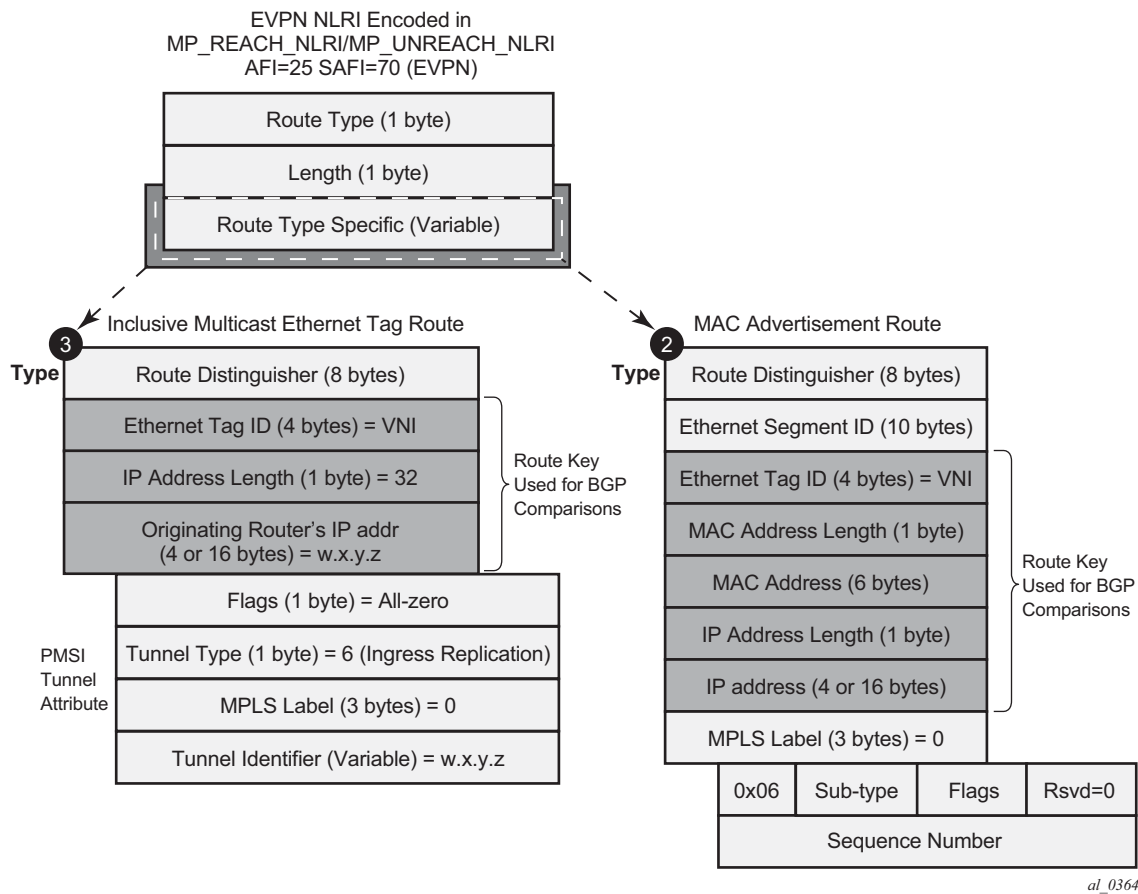 EVPN NLRI Encoded in
MP_REACH_NLRI/MP_UNREACH_NLRI
AFI=25 SAFI=70 (EVPN)
Route Type (1 byte)
Length (1 byte)
Route Type Specific (Variable)
3
Inclusive Multicast Ethernet Tag Route
Type
Route Distinguisher (8 bytes)
Ethernet Tag ID (4 bytes) = VNI
IP Address Length (1 byte) = 32
Originating Router's IP addr
(4 or 16 bytes) = w.x.y.z
Route Key
Used for BGP
Comparisons
PMSI
Tunnel
Attribute
Flags (1 byte) = All-zero
Tunnel Type (1 byte) = 6 (Ingress Replication)
MPLS Label (3 bytes) = 0
Tunnel Identifier (Variable) = w.x.y.z
2
MAC Advertisement Route
Type
Route Distinguisher (8 bytes)
Ethernet Segment ID (10 bytes)
Ethernet Tag ID (4 bytes) = VNI
MAC Address Length (1 byte)
MAC Address (6 bytes)
IP Address Length (1 byte)
IP address (4 or 16 bytes)
Route Key
Used for BGP
Comparisons
MPLS Label (3 bytes) = 0
0x06 Sub-type Flags Rsvd=0
Sequence Number
al_0364